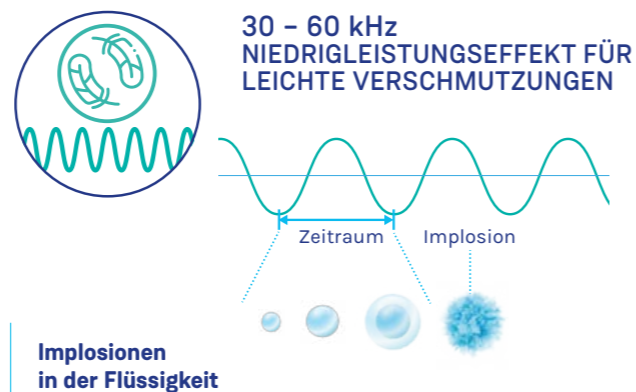 30 – 60 kHz
NIEDRIGLEISTUNGSEFFEKT FÜR
LEICHTE VERSCHMUTZUNGEN
Zeitraum
Implosion
Implosionen
in der Flüssigkeit